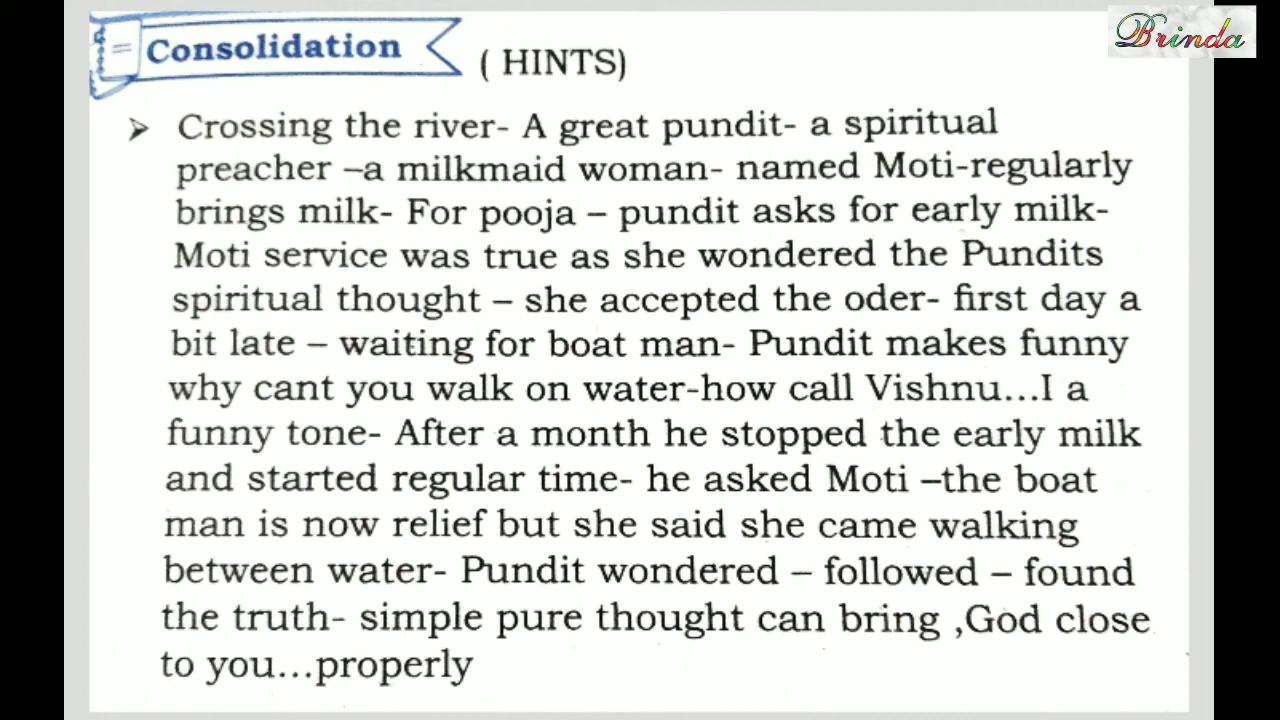 Consolidation
( HINTS)
Brinda
➢ Crossing the river- A great pundit- a spiritual
preacher –a milkmaid woman- named Moti-regularly
brings milk- For pooja – pundit asks for early milk-
Moti service was true as she wondered the Pundits
spiritual thought – she accepted the oder- first day a
bit late – waiting for boat man- Pundit makes funny
why cant you walk on water-how call Vishnu...I a
funny tone- After a month he stopped the early milk
and started regular time- he asked Moti –the boat
man is now relief but she said she came walking
between water- Pundit wondered – followed – found
the truth- simple pure thought can bring ,God close
to you...properly